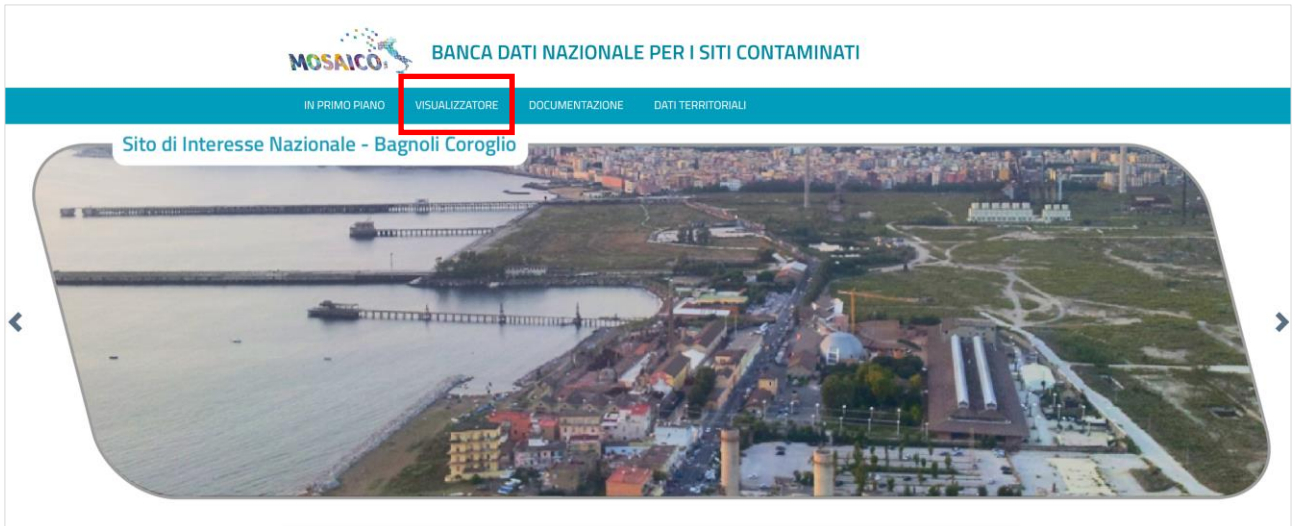 MOSAICO
BANCA DATI NAZIONALE PER I SITI CONTAMINATI
IN PRIMO PIANO VISUALIZZATORE DOCUMENTAZIONE DATI TERRITORIALI
Sito di Interesse Nazionale - Bagnoli Coroglio